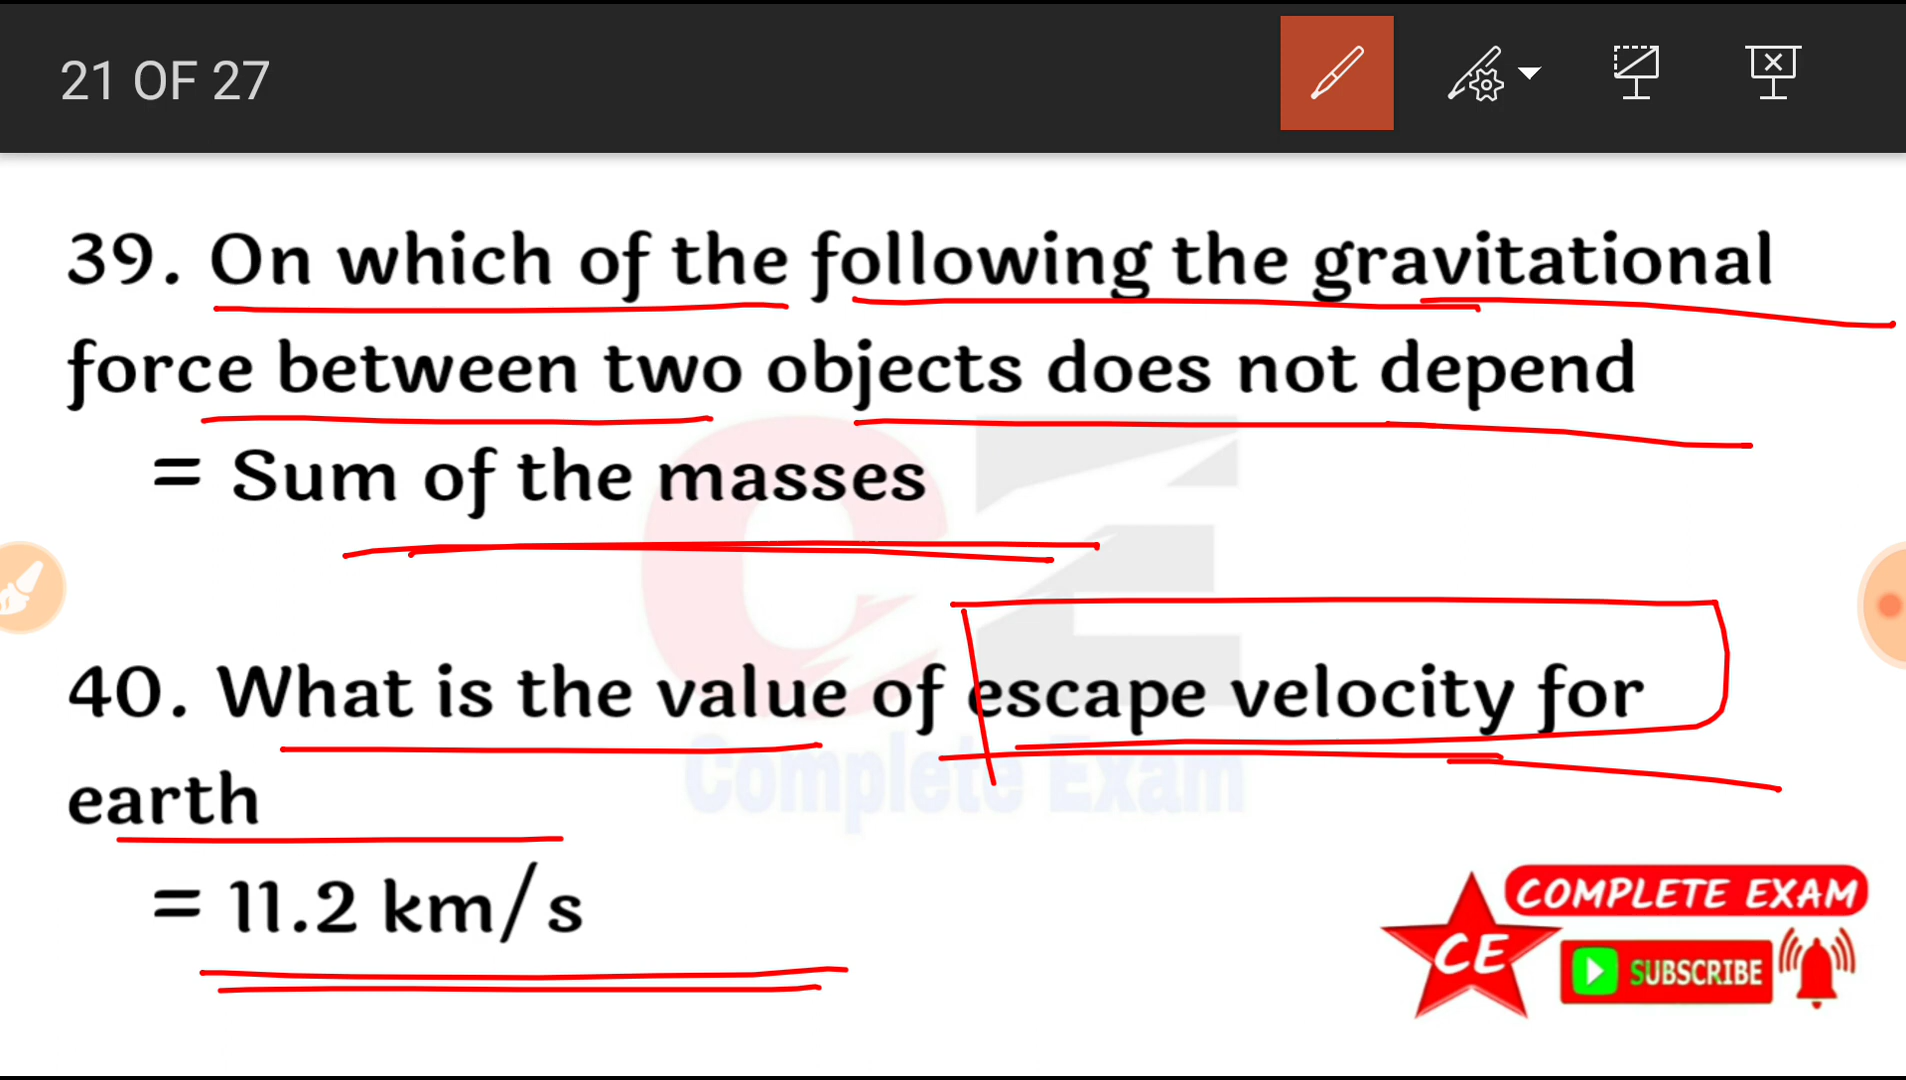 21 OF 27
39. On which of the following the gravitational
force between two objects does not depend
= Sum of the masses
40. What is the value of escape velocity for
earth
= 11.2 km/s
Complete Exam
COMPLETE EXAM
CE
SUBSCRIBE